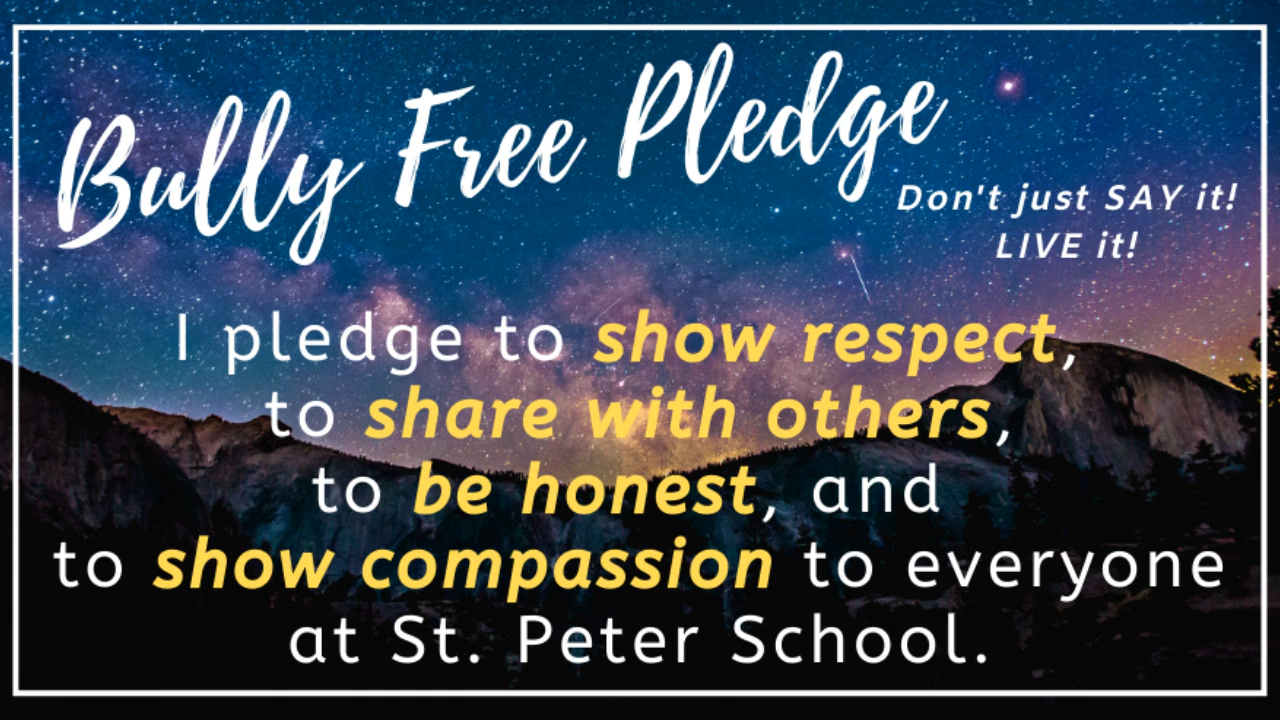 Bully Free Pledge
Don't just SAY it!
LIVE it!
I pledge to show respect,
to share with others,
to be honest, and
to show compassion to everyone
at St. Peter School.